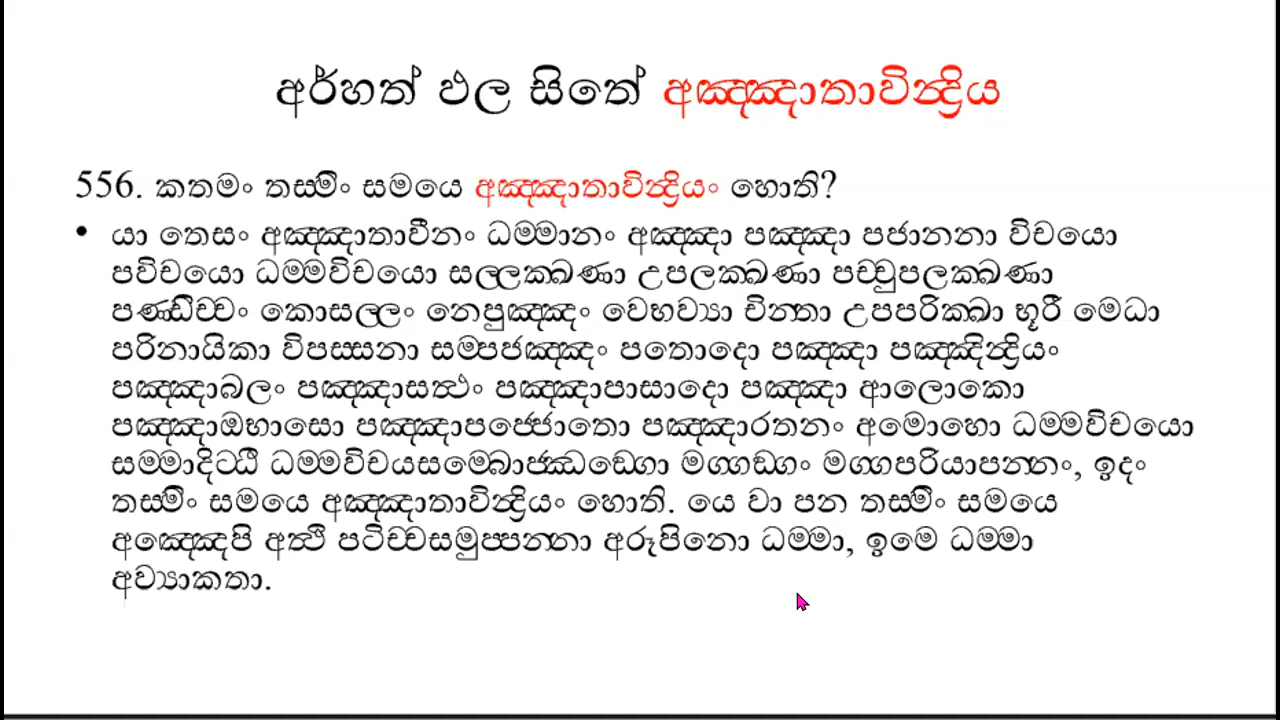 අර්හත් ඵල සිතේ අඤ්ඤාතාවින්ද්‍රිය
556. කතමං තස්මිං සමයෙ අඤ්ඤාතාවින්ද්‍රියං හොති?
• යා තෙසං අඤ්ඤාතාවීනං ධම්මානං අඤ්ඤා පඤ්ඤා පජානනා විචයො
පවිචයො ධම්මවිචයො සල්ලක්ඛණා උපලක්ඛණා පච්චුපලක්ඛණා
පණ්ඩිච්චං කොසල්ලං නෙපුඤ්ඤං වෙභව්‍යා චින්තා උපපරික්ඛා භූරී මෙධා
පරිනායිකා විපස්සනා සම්පජඤ්ඤං පතොදො පඤ්ඤා පඤ්ඤින්ද්‍රියං
පඤ්ඤාබලං පඤ්ඤාසත්ථං පඤ්ඤාපාසාදො පඤ්ඤා ආලොකො
පඤ්ඤාඔභාසො පඤ්ඤාපජ්ජොතො පඤ්ඤාරතනං අමොහො ධම්මවිචයො
සම්මාදිට්ඨි ධම්මවිචයසම්බොජ්ඣඞ්ගො මග්ගඞ්ගං මග්ගපරියාපන්නං, ඉදං
තස්මිං සමයෙ අඤ්ඤාතාවින්ද්‍රියං හොති. යෙ වා පන තස්මිං සමයෙ
අඤ්ඤෙපි අත්ථි පටිච්චසමුප්පන්නා අරූපිනො ධම්මා, ඉමෙ ධම්මා
අව්‍යාකතා.